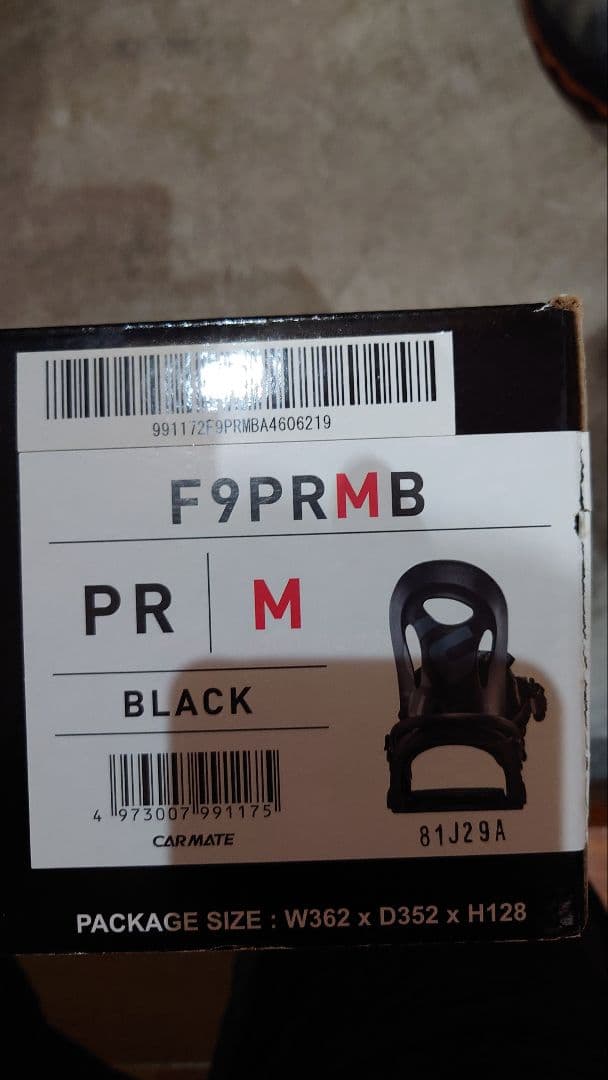 991172F9PRMBA4606219
F9PRMB
PR M
BLACK
4 973007 991175
CARMATE
81J29A
PACKAGE SIZE : W362 x D352 x H128